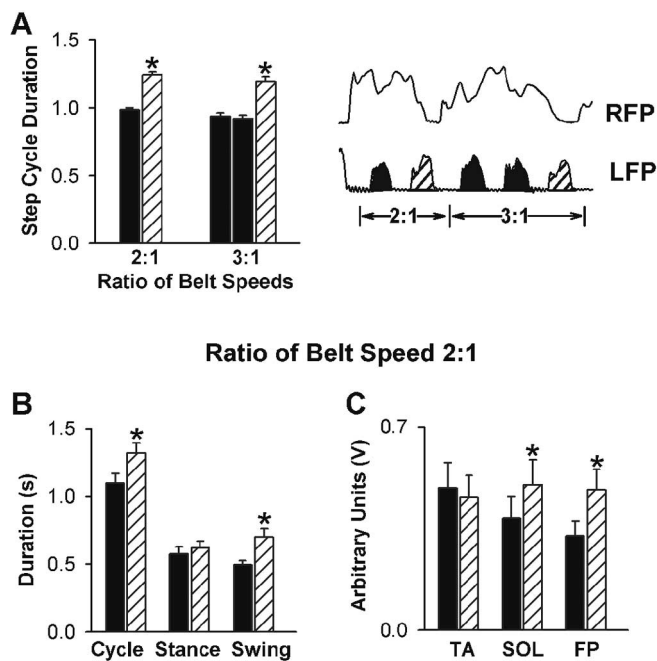 A
Step Cycle Duration
1.5
1.0
0.5
0.0
*
*
2:1
3:1
Ratio of Belt Speeds
RFP
LFP
2:1
3:1
Ratio of Belt Speed 2:1
B
Duration (s)
1.5
1.0
0.5
0.0
*
*
Cycle Stance Swing
C
Arbitrary Units (V)
0.7
0.0
*
*
TA SOL FP